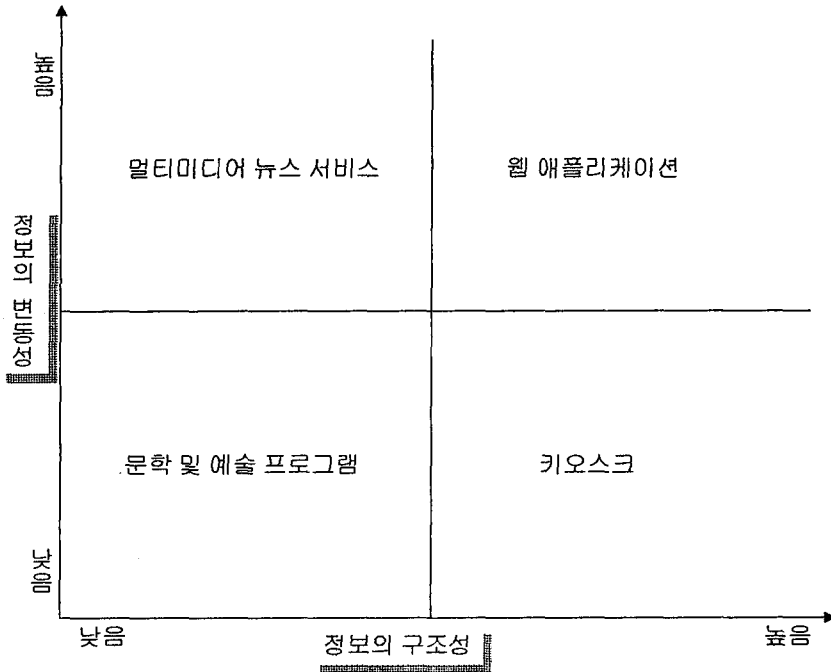 높음
멀티미디어 뉴스 서비스
웹 애플리케이션
정보의 변동성
문학 및 예술 프로그램
키오스크
낮음
낮음
정보의 구조성
높음